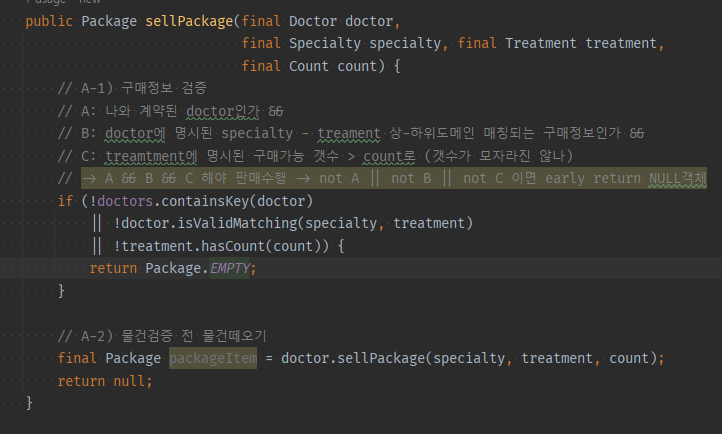 public Package sellPackage(final Doctor doctor,
final Specialty specialty, final Treatment treatment,
final Count count) {
// A-1) 구매정보 검증
// A: 나와 계약된 doctor인가 &&
// B: doctor에 명시된 specialty - treament 상-하위도메인 매칭되는 구매정보인가 &&
// C: treamtment에 명시된 구매가능 갯수 > count로 (갯수가 모자라진 않나)
// -> A && B && C 해야 판매수행 -> not A || not B || not C 이면 early return NULL객체
if (!doctors.containsKey(doctor)
|| !doctor.isValidMatching(specialty, treatment)
|| !treatment.hasCount(count)) {
return Package.EMPTY;
}
// A-2) 물건검증 전 물건떼오기
final Package packageItem = doctor.sellPackage(specialty, treatment, count);
return null;
}